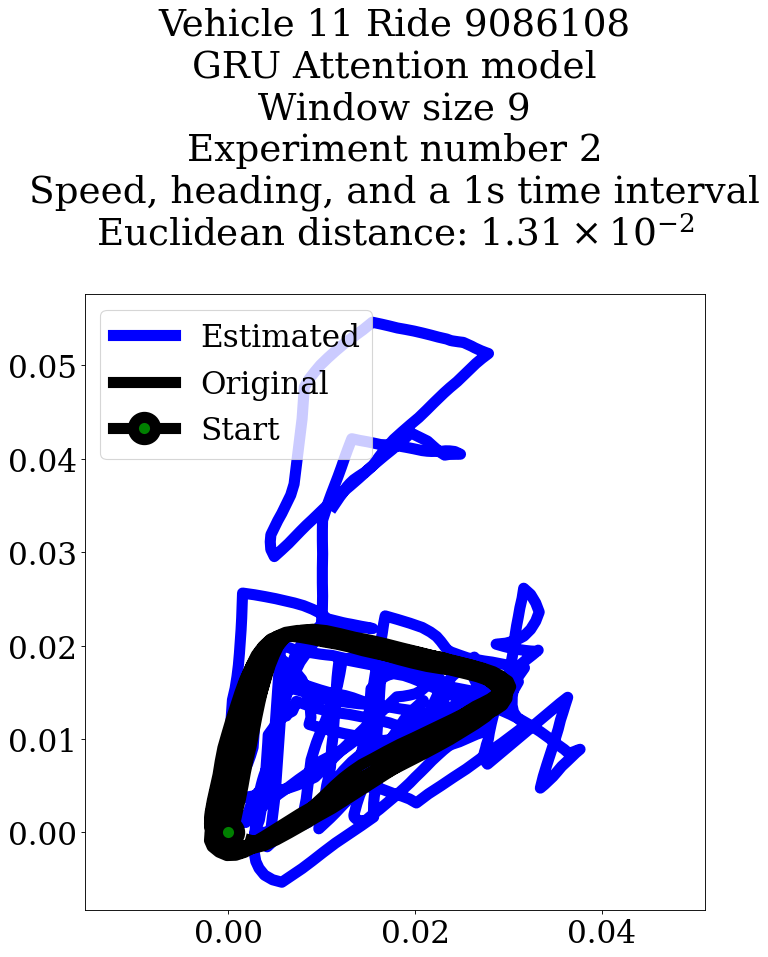 Vehicle 11 Ride 9086108
GRU Attention model
Window size 9
Experiment number 2
Speed, heading, and a 1s time interval
Euclidean distance: 1.31 × 10⁻²
Estimated
Original
Start
0.05
0.04
0.03
0.02
0.01
0.00
0.00 0.02 0.04